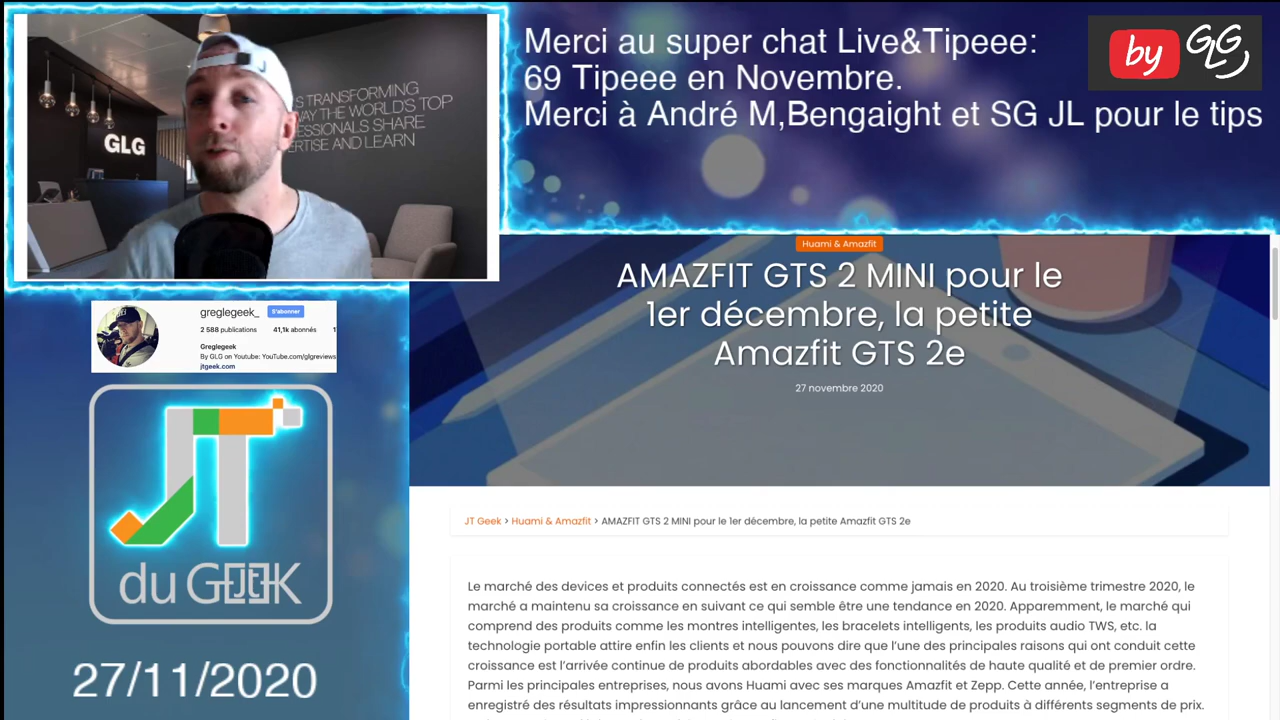 S TRANSFORMING
WAY THE WORLD'S TOP
ESSIONALS SHARE
ERTISE AND LEARN
GLG
Merci au super chat Live&Tipeee:
69 Tipeee en Novembre.
Merci à André M,Bengaight et SG JL pour le tips
by GLG
greglegeek_ S'abonner
2 588 publications 41,1k abonnés 1
Greglegeek
By GLG on Youtube: YouTube.com/glgreviews
jtgeek.com
JT
du GEEK
27/11/2020
Huami & Amazfit
AMAZFIT GTS 2 MINI pour le
1er décembre, la petite
Amazfit GTS 2e
27 novembre 2020
JT Geek > Huami & Amazfit > AMAZFIT GTS 2 MINI pour le 1er décembre, la petite Amazfit GTS 2e
Le marché des devices et produits connectés est en croissance comme jamais en 2020. Au troisième trimestre 2020, le
marché a maintenu sa croissance en suivant ce qui semble être une tendance en 2020. Apparemment, le marché qui
comprend des produits comme les montres intelligentes, les bracelets intelligents, les produits audio TWS, etc. la
technologie portable attire enfin les clients et nous pouvons dire que l'une des principales raisons qui ont conduit cette
croissance est l'arrivée continue de produits abordables avec des fonctionnalités de haute qualité et de premier ordre.
Parmi les principales entreprises, nous avons Huami avec ses marques Amazfit et Zepp. Cette année, l'entreprise a
enregistré des résultats impressionnants grâce au lancement d'une multitude de produits à différents segments de prix.